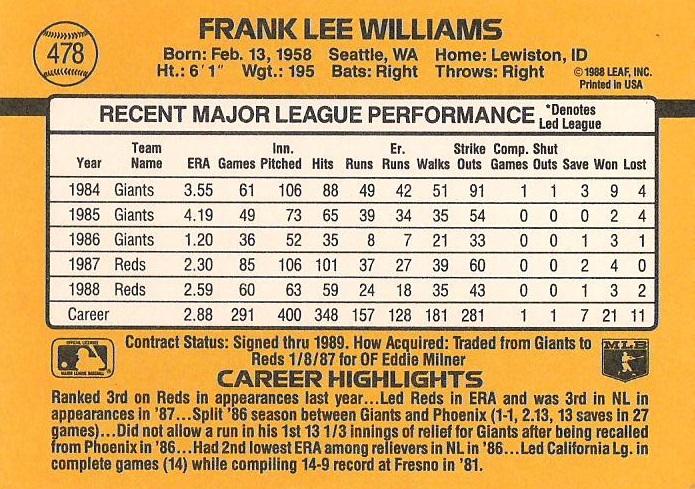 478
FRANK LEE WILLIAMS
Born: Feb. 13, 1958 Seattle, WA Home: Lewiston, ID
Ht.: 6'1" Wgt.: 195 Bats: Right Throws: Right
©1988 LEAF, INC.
Printed in USA
RECENT MAJOR LEAGUE PERFORMANCE *Denotes
Led League
Team Inn. Er. Strike Comp. Shut
Year Name ERA Games Pitched Hits Runs Runs Walks Outs Games Outs Save Won Lost
1984 Giants 3.55 61 106 88 49 42 51 91 1 1 3 9 4
1985 Giants 4.19 49 73 65 39 34 35 54 0 0 0 2 4
1986 Giants 1.20 36 52 35 8 7 21 33 0 0 1 3 1
1987 Reds 2.30 85 106 101 37 27 39 60 0 0 2 4 0
1988 Reds 2.59 60 63 59 24 18 35 43 0 0 1 3 2
Career 2.88 291 400 348 157 128 181 281 1 1 7 21 11
Contract Status: Signed thru 1989. How Acquired: Traded from Giants to
Reds 1/8/87 for OF Eddie Milner
MLB
CAREER HIGHLIGHTS
Ranked 3rd on Reds in appearances last year...Led Reds in ERA and was 3rd in NL in
appearances in '87...Split '86 season between Giants and Phoenix (1-1, 2.13, 13 saves in 27
games)...Did not allow a run in his 1st 13 1/3 innings of relief for Giants after being recalled
from Phoenix in '86...Had 2nd lowest ERA among relievers in NL in '86...Led California Lg. in
complete games (14) while compiling 14-9 record at Fresno in '81.